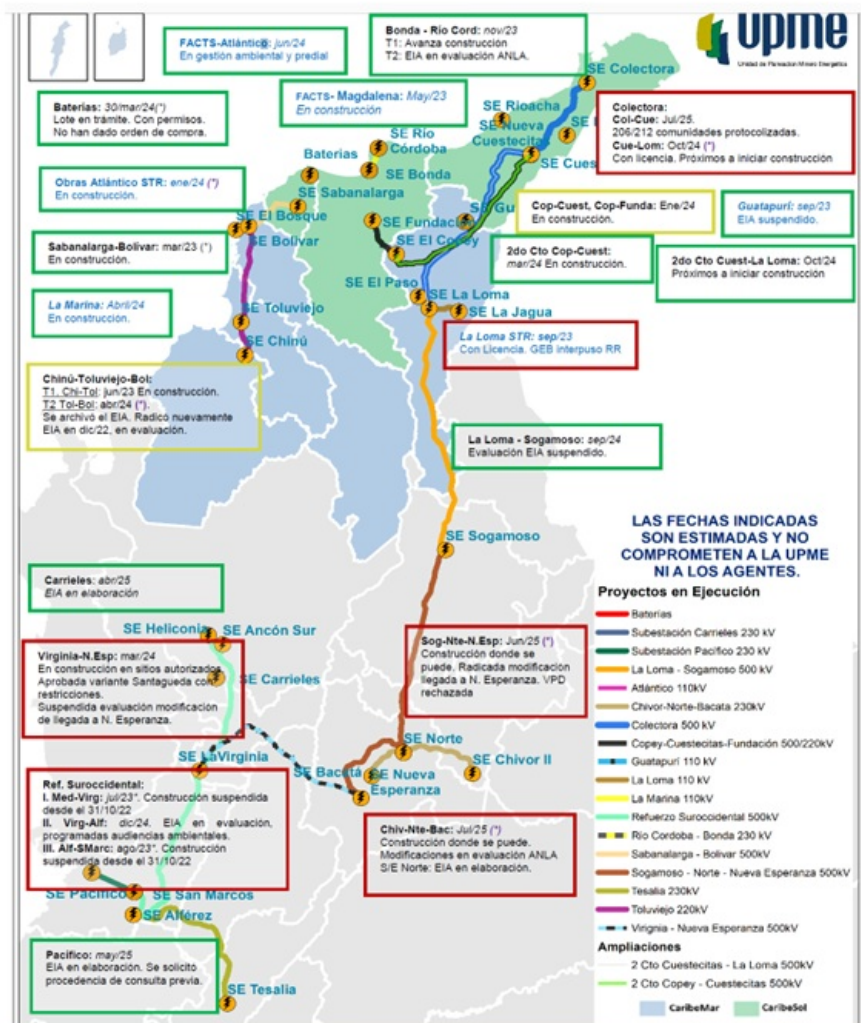 upme
Unidad de Planeación Minero Energética
FACTS-Atlántico: jun/24
En gestión ambiental y predial
Bonda - Río Cord: nov/23
T1: Avanza construcción
T2: EIA en evaluación ANLA.
SE Colectora
Baterías: 30/mar/24(*)
Lote en trámite. Con permisos.
No han dado orden de compra.
FACTS- Magdalena: May/23
En construcción
SE Rioacha
SE Nueva
Cuestecitas
SE Cues
Colectora:
Col-Cue: Jul/25.
206/212 comunidades protocolizadas.
Cue-Lom: Oct/24 (*)
Con licencia. Próximos a iniciar construcción
SE Río
Córdoba
Baterías
SE Bonda
Obras Atlántico STR: ene/24 (*)
En construcción.
SE Sabanalarga
SE El Bosque
SE Bolívar
SE Fundación
SE Gu
SE El Copey
Cop-Cuest, Cop-Funda: Ene/24
En construcción.
Guatapurí: sep/23
EIA suspendido.
Sabanalarga-Bolívar: mar/23 (*)
En construcción.
2do Cto Cop-Cuest:
mar/24 En construcción.
2do Cto Cuest-La Loma: Oct/24
Próximos a iniciar construcción
SE El Paso
SE La Loma
SE La Jagua
La Marina: Abril/24
En construcción.
SE Toluviejo
SE Chinú
La Loma STR: sep/23
Con Licencia. GEB interpuso RR
Chinú-Toluviejo-Bol:
T1. Chi-Tol: jun/23 En construcción.
T2 Tol-Bol: abr/24 (*).
Se archivó el EIA. Radicó nuevamente
EIA en dic/22, en evaluación.
La Loma - Sogamoso: sep/24
Evaluación EIA suspendido.
SE Sogamoso
LAS FECHAS INDICADAS
SON ESTIMADAS Y NO
COMPROMETEN A LA UPME
NI A LOS AGENTES.
Carrieles: abr/25
EIA en elaboración
SE Heliconia
SE Ancón Sur
SE Carrieles
Virginia-N.Esp: mar/24
En construcción en sitios autorizados.
Aprobada variante Santagueda con
restricciones.
Suspendida evaluación modificación
de llegada a N. Esperanza.
Sog-Nte-N.Esp: Jun/25 (*)
Construcción donde se
puede. Radicada modificación
llegada a N. Esperanza. VPD
rechazada
SE Norte
SE Chivor II
SE LaVirginia
SE Bacatá
SE Nueva
Esperanza
Ref. Suroccidental:
I. Med-Virg: jul/23*. Construcción suspendida
desde el 31/10/22
II. Virg-Alf: dic/24. EIA en evaluación,
programadas audiencias ambientales.
III. Alf-SMarc: ago/23*. Construcción
suspendida desde el 31/10/22
Chiv-Nte-Bac: Jul/25 (*)
Construcción donde se puede.
Modificaciones en evaluación ANLA
S/E Norte: EIA en elaboración.
SE Pacífico
SE San Marcos
SE Alférez
Pacífico: may/25
EIA en elaboración. Se solicitó
procedencia de consulta previa.
SE Tesalia
Proyectos en Ejecución
Baterías
Subestación Carrieles 230 kV
Subestación Pacífico 230 kV
La Loma - Sogamoso 500 kV
Atlántico 110kV
Chivor-Norte-Bacata 230kV
Colectora 500 kV
Copey-Cuestecitas-Fundación 500/220kV
Guatapurí 110 kV
La Loma 110 kV
La Marina 110kV
Refuerzo Suroccidental 500kV
Río Cordoba - Bonda 230 kV
Sabanalarga - Bolivar 500kV
Sogamoso - Norte - Nueva Esperanza 500kV
Tesalia 230kV
Toluviejo 220kV
Virignia - Nueva Esperanza 500kV
Ampliaciones
2 Cto Cuestecitas - La Loma 500kV
2 Cto Copey - Cuestecitas 500kV
CaribeMar
CaribeSol